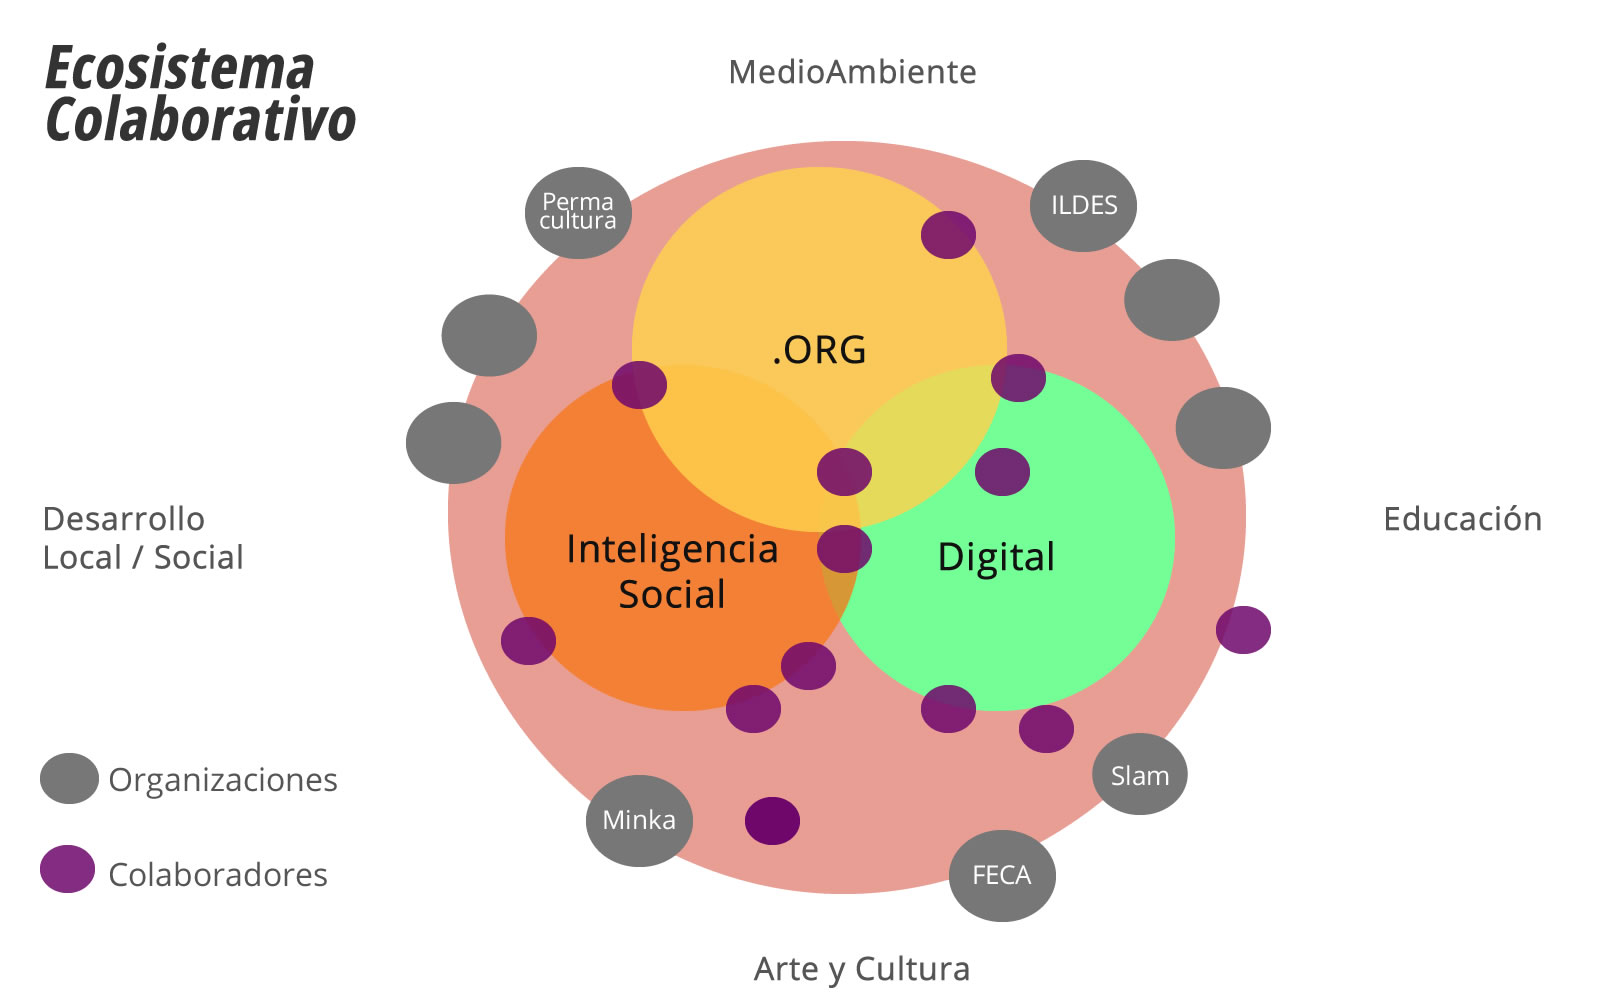 Ecosistema
Colaborativo
MedioAmbiente
Perma
cultura
ILDES
.ORG
Desarrollo
Local / Social
Inteligencia
Social
Digital
Educación
Organizaciones
Colaboradores
Minka
Slam
FECA
Arte y Cultura